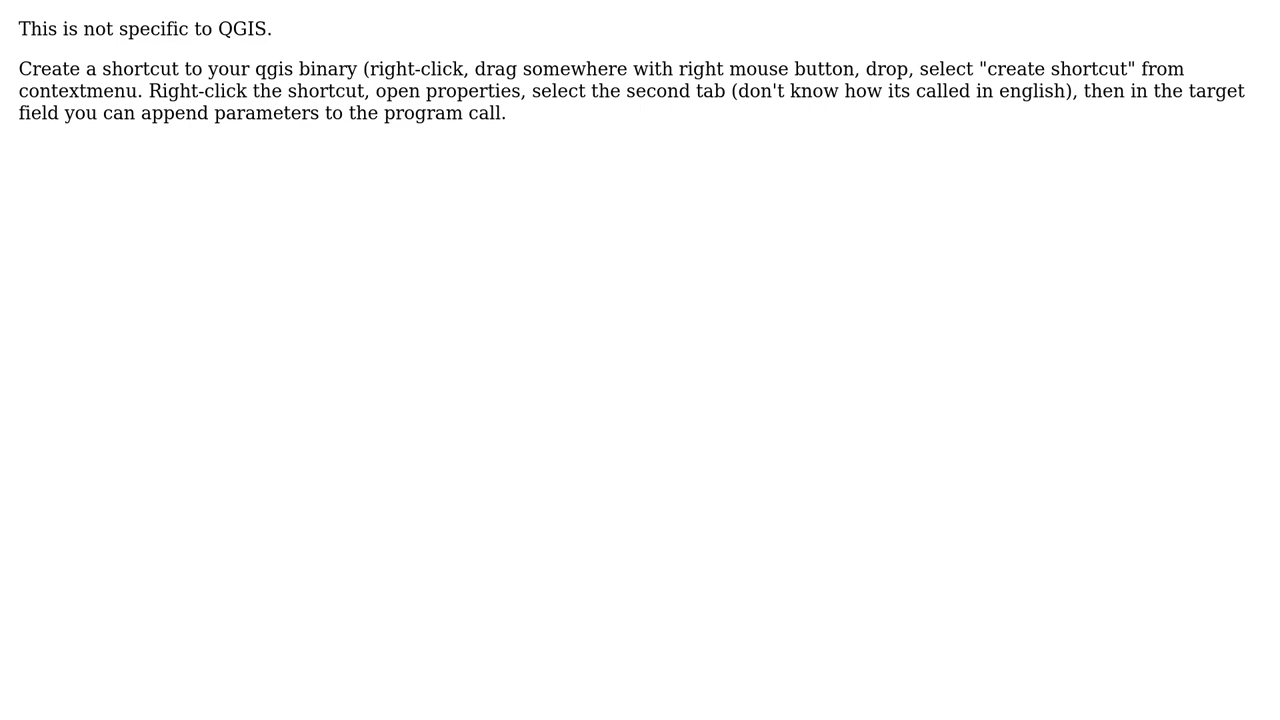 This is not specific to QGIS.
Create a shortcut to your qgis binary (right-click, drag somewhere with right mouse button, drop, select "create shortcut" from
contextmenu. Right-click the shortcut, open properties, select the second tab (don't know how its called in english), then in the target
field you can append parameters to the program call.